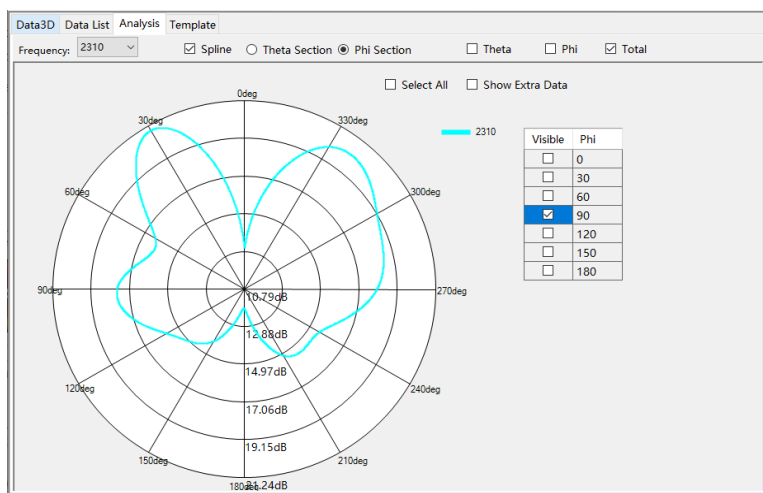 Data3D Data List Analysis Template
Frequency: 2310 Spline Theta Section Phi Section Theta Phi Total
Select All Show Extra Data
0deg
30deg 330deg
2310
Visible Phi
0
30
60deg 300deg
60
90
120
150
180
90deg 270deg
10.79dB
12.88dB
14.97dB
120deg 240deg
17.06dB
19.15dB
150deg 210deg
180deg 21.24dB